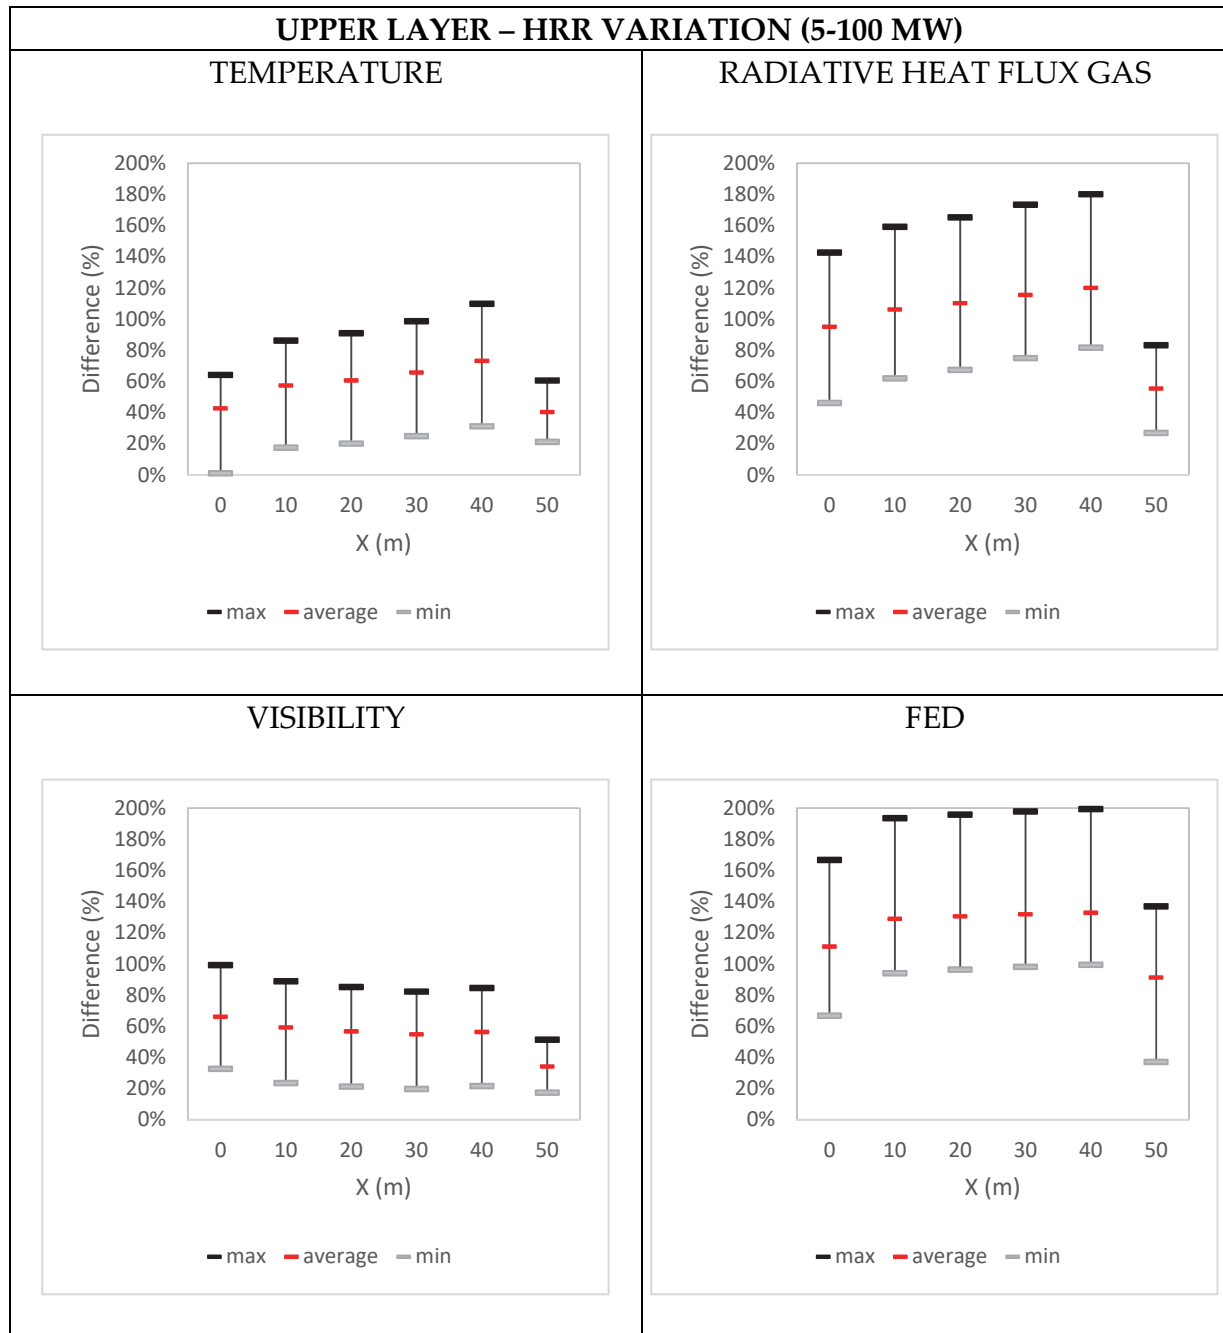 UPPER LAYER – HRR VARIATION (5-100 MW)
TEMPERATURE
200%
180%
160%
140%
120%
100%
80%
60%
40%
20%
0%
Difference (%)
0 10 20 30 40 50
X (m)
max average min
RADIATIVE HEAT FLUX GAS
200%
180%
160%
140%
120%
100%
80%
60%
40%
20%
0%
Difference (%)
0 10 20 30 40 50
X (m)
max average min
VISIBILITY
200%
180%
160%
140%
120%
100%
80%
60%
40%
20%
0%
Difference (%)
0 10 20 30 40 50
X (m)
max average min
FED
200%
180%
160%
140%
120%
100%
80%
60%
40%
20%
0%
Difference (%)
0 10 20 30 40 50
X (m)
max average min